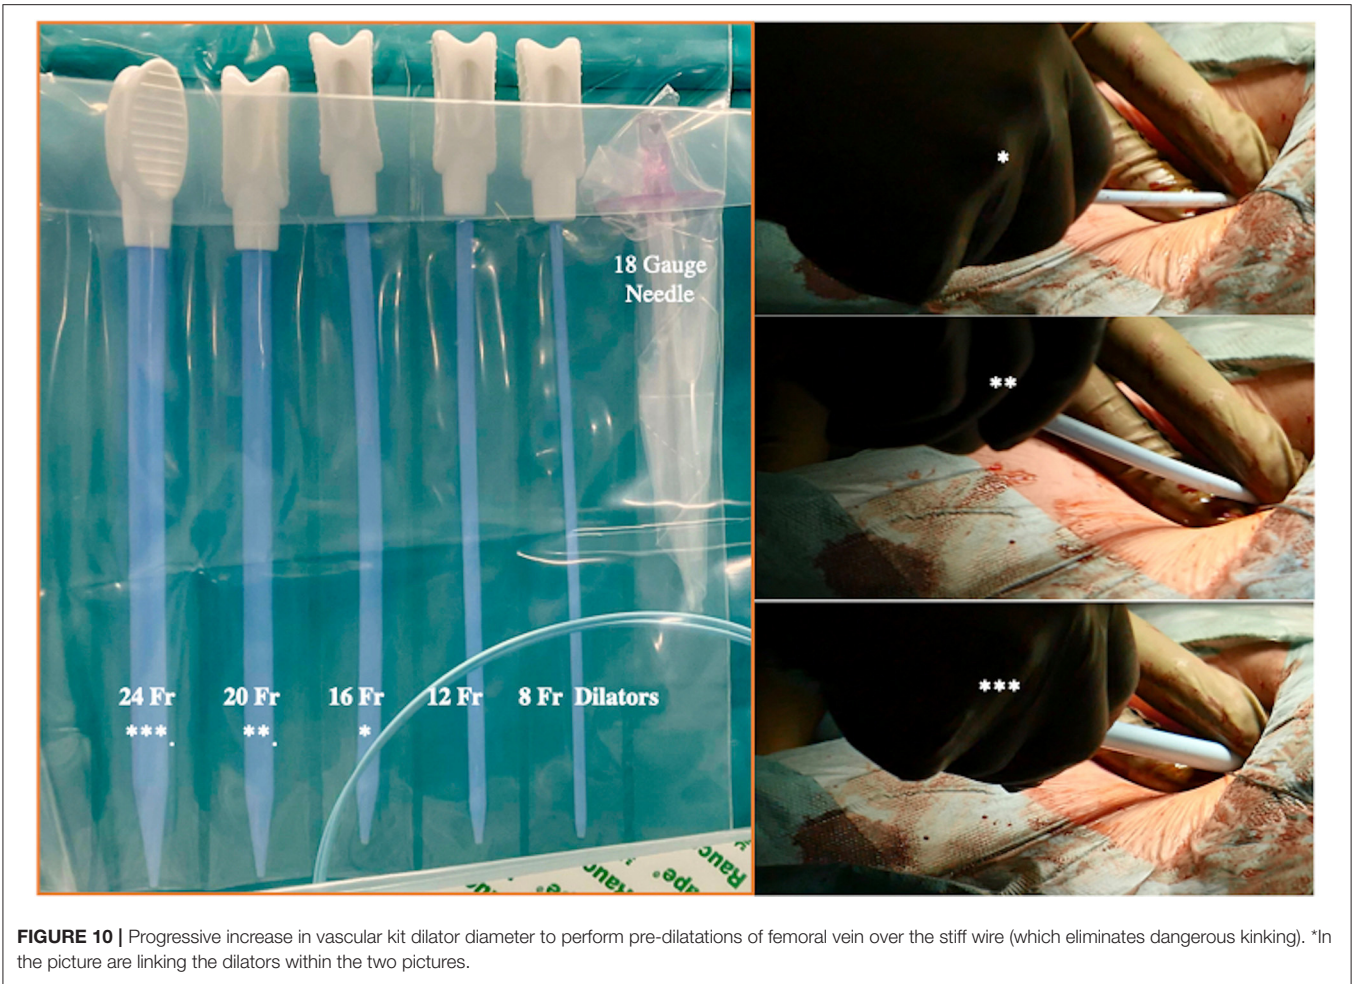 18 Gauge
Needle
24 Fr 20 Fr 16 Fr 12 Fr 8 Fr Dilators
***. **. *
*
**
***
FIGURE 10 | Progressive increase in vascular kit dilator diameter to perform pre-dilatations of femoral vein over the stiff wire (which eliminates dangerous kinking). *In
the picture are linking the dilators within the two pictures.